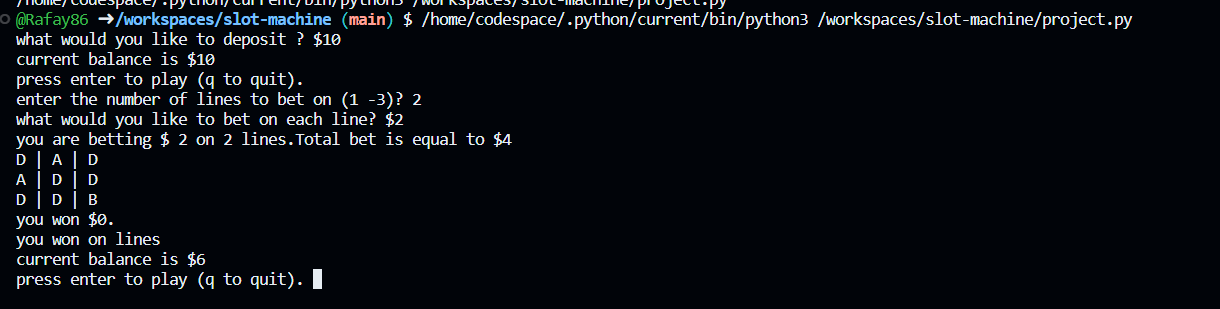 /home/codespace/.python/current/bin/python3 /workspaces/slot-machine/project.py
@Rafay86 ➜/workspaces/slot-machine (main) $ /home/codespace/.python/current/bin/python3 /workspaces/slot-machine/project.py
what would you like to deposit ? $10
current balance is $10
press enter to play (q to quit).
enter the number of lines to bet on (1 -3)? 2
what would you like to bet on each line? $2
you are betting $ 2 on 2 lines.Total bet is equal to $4
D | A | D
A | D | D
D | D | B
you won $0.
you won on lines
current balance is $6
press enter to play (q to quit).